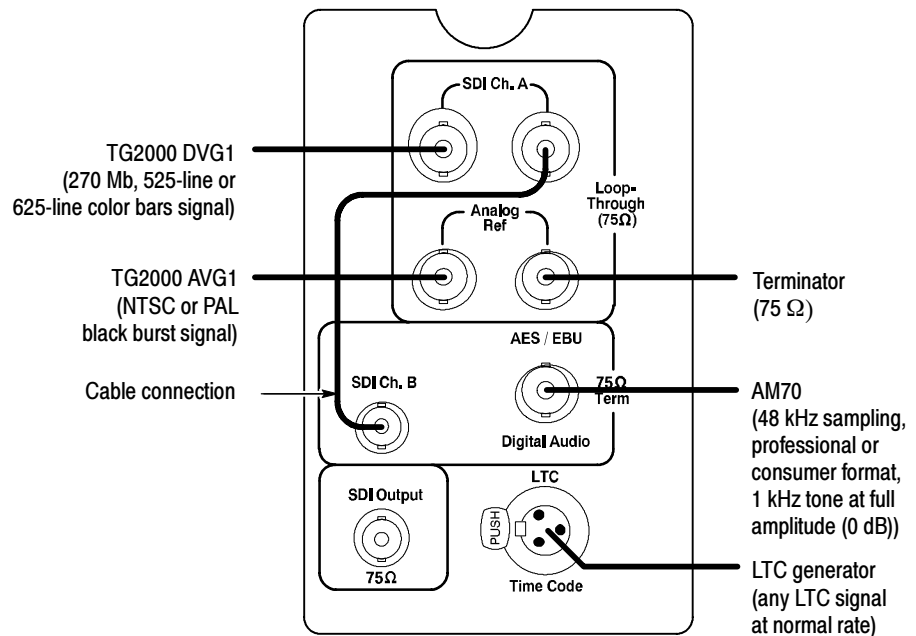 SDI Ch. A
TG2000 DVG1
(270 Mb, 525-line or
625-line color bars signal)
Loop-
Through
(75Ω)
Analog
Ref
TG2000 AVG1
(NTSC or PAL
black burst signal)
Terminator
(75 Ω)
AES / EBU
Cable connection
SDI Ch. B
75Ω
Term
Digital Audio
AM70
(48 kHz sampling,
professional or
consumer format,
1 kHz tone at full
amplitude (0 dB))
SDI Output
75Ω
LTC
PUSH
Time Code
LTC generator
(any LTC signal
at normal rate)